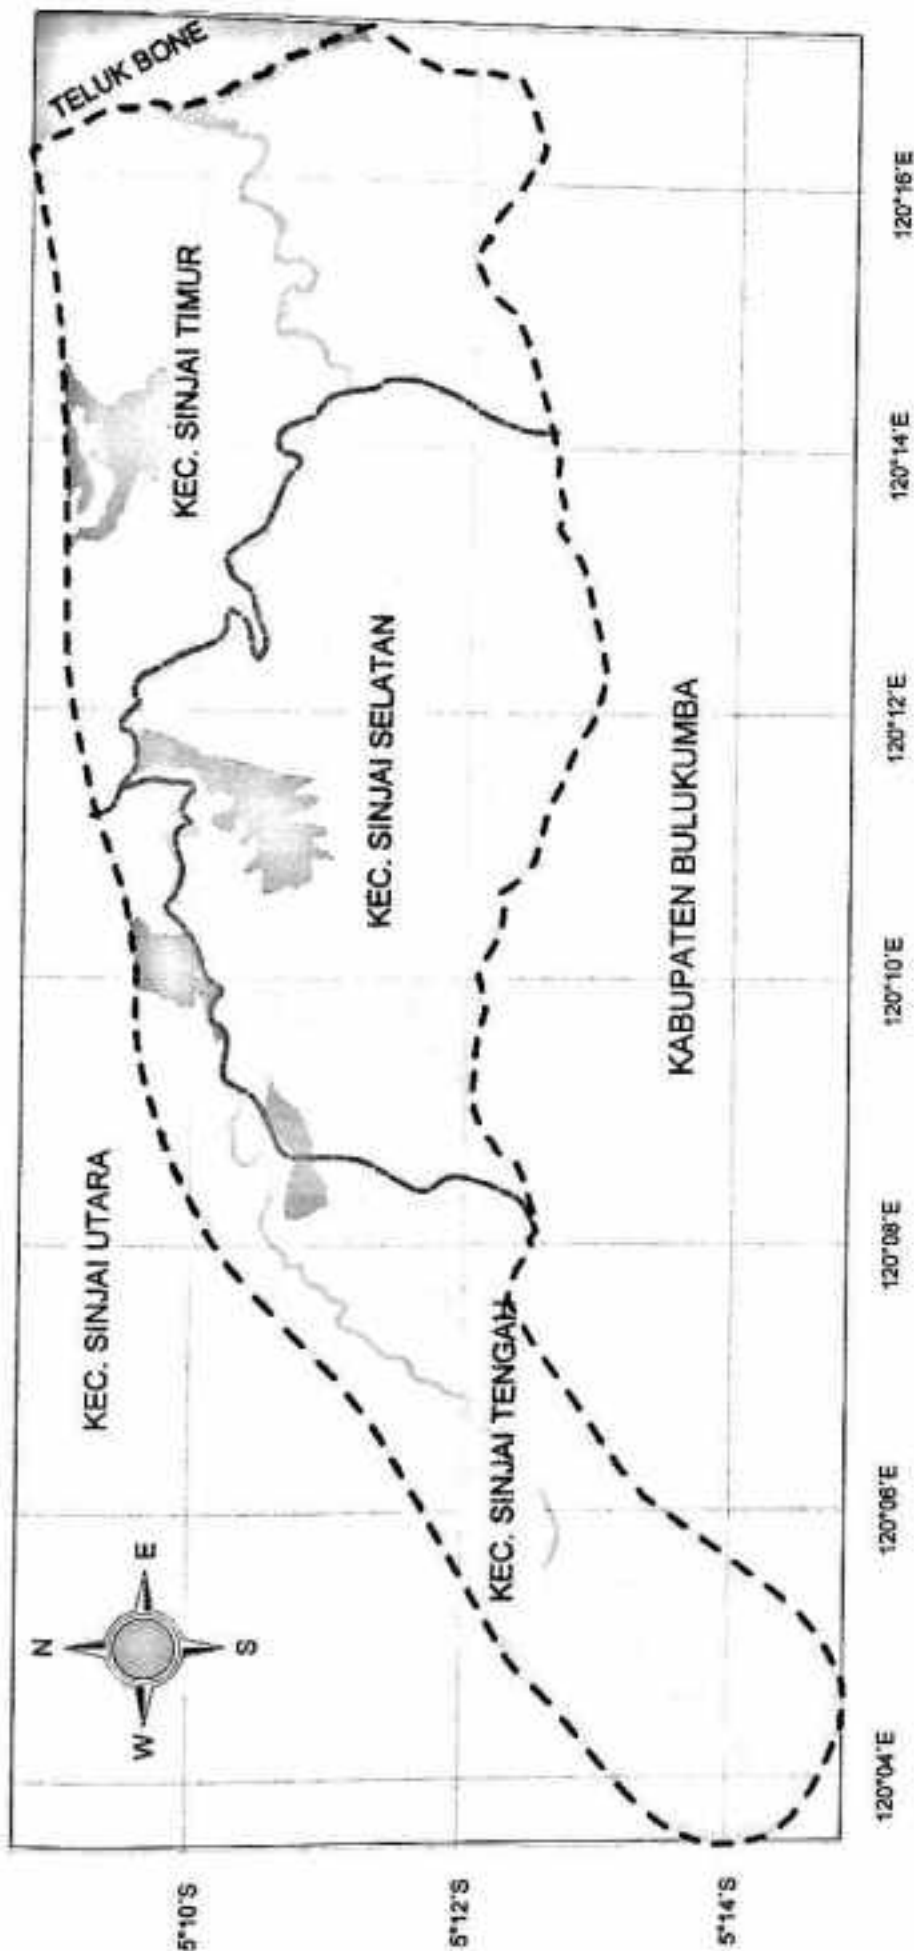 TELUK BONE
N
W
E
S
KEC. SINJAI UTARA
KEC. SINJAI TIMUR
KEC. SINJAI SELATAN
KEC. SINJAI TENGAH
KABUPATEN BULUKUMBA
5°10'S
5°12'S
5°14'S
120°04'E
120°06'E
120°08'E
120°10'E
120°12'E
120°14'E
120°16'E